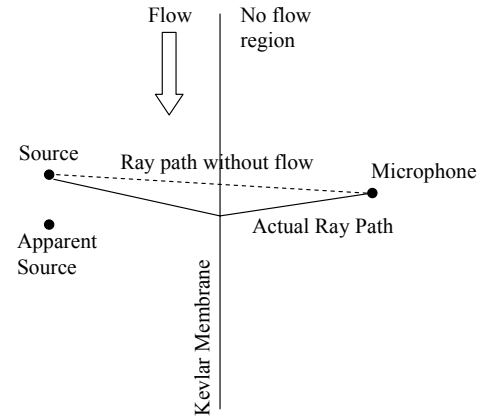 Flow
No flow
region
Source
Ray path without flow
Microphone
Actual Ray Path
Apparent
Source
Kevlar Membrane